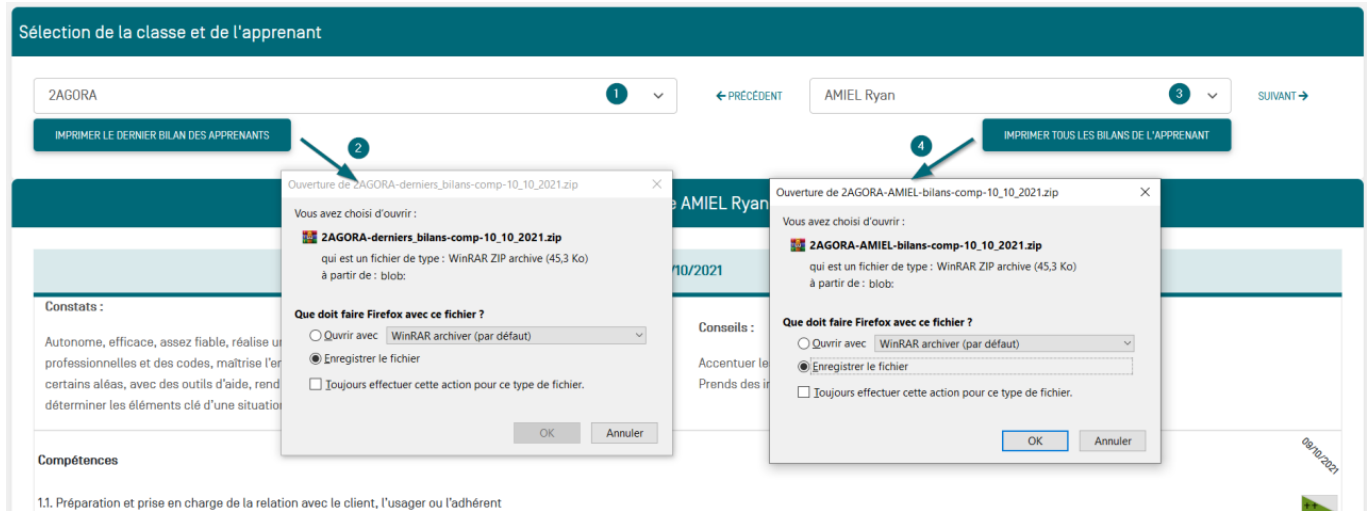 Sélection de la classe et de l'apprenant
2AGORA
1
PRÉCÉDENT
AMIEL Ryan
3
SUIVANT
IMPRIMER LE DERNIER BILAN DES APPRENANTS
2
4
IMPRIMER TOUS LES BILANS DE L'APPRENANT
Ouverture de 2AGORA-derniers_bilans-comp-10_10_2021.zip
Vous avez choisi d'ouvrir :
2AGORA-derniers_bilans-comp-10_10_2021.zip
qui est un fichier de type : WinRAR ZIP archive (45,3 Ko)
à partir de : blob:
Que doit faire Firefox avec ce fichier ?
Ouvrir avec WinRAR archiver (par défaut)
Enregistrer le fichier
Toujours effectuer cette action pour ce type de fichier.
OK Annuler
AMIEL Ryan
Ouverture de 2AGORA-AMIEL-bilans-comp-10_10_2021.zip
Vous avez choisi d'ouvrir :
2AGORA-AMIEL-bilans-comp-10_10_2021.zip
qui est un fichier de type : WinRAR ZIP archive (45,3 Ko)
à partir de : blob:
Que doit faire Firefox avec ce fichier ?
Ouvrir avec WinRAR archiver (par défaut)
Enregistrer le fichier
Toujours effectuer cette action pour ce type de fichier.
OK Annuler
/10/2021
Constats :
Autonome, efficace, assez fiable, réalise
professionnelles et des codes, maîtrise
certains aléas, avec des outils d'aide, rend
déterminer les éléments clé d'une
Conseils :
Accentuer
Prends des
Compétences
09/10/2021
1.1. Préparation et prise en charge de la relation avec le client, l'usager ou l'adhérent
++